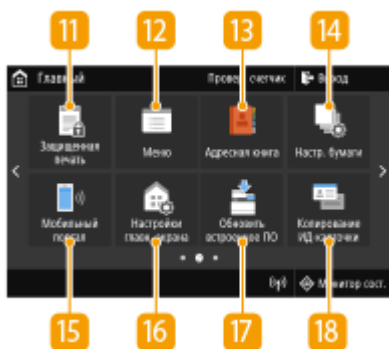 11 12 13 14
Главный Провер. счетчик Выход
Защищенная
печать
Меню
Адресная книга
Настр. бумаги
Мобильный
портал
Настройки
главн. экрана
Обновить
встроенное ПО
Копирование
ИД-карточки
Монитор сост.
15 16 17 18